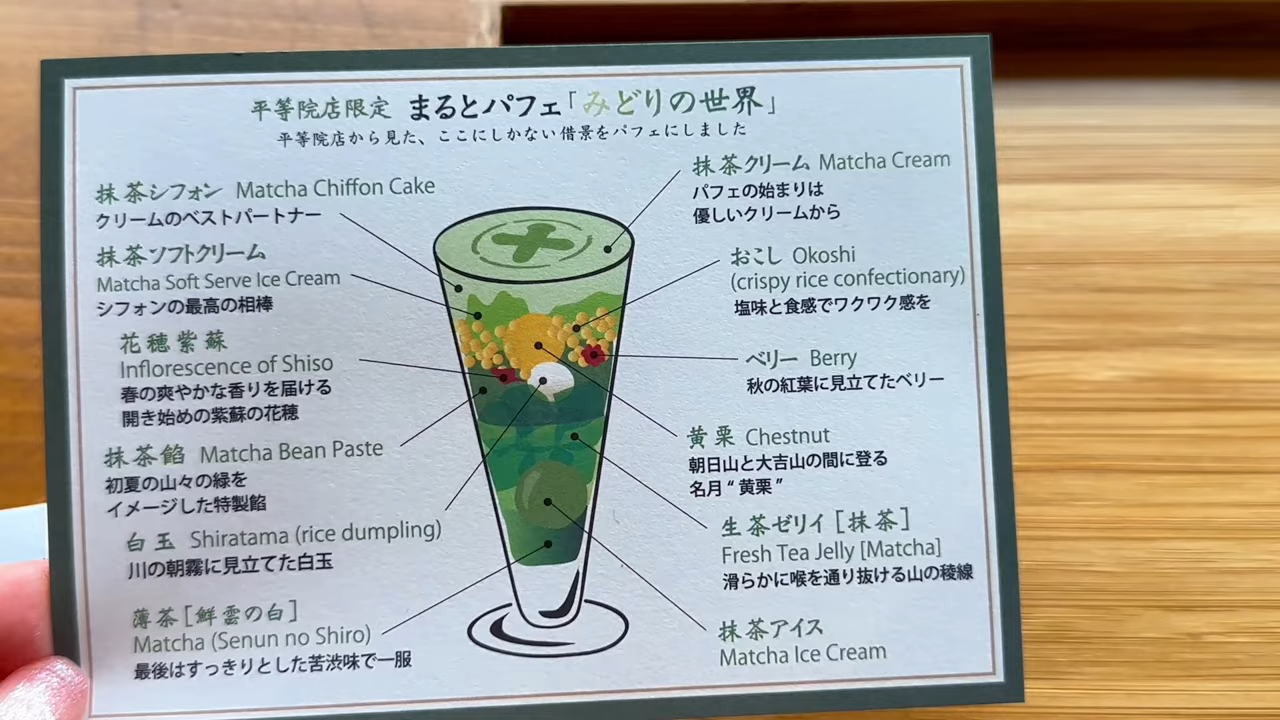 平等院店限定 まるとパフェ「みどりの世界」
平等院店から見た、ここにしかない借景をパフェにしました
抹茶シフォン Matcha Chiffon Cake
クリームのベストパートナー
抹茶ソフトクリーム
Matcha Soft Serve Ice Cream
シフォンの最高の相棒
花穂紫蘇
Inflorescence of Shiso
春の爽やかな香りを届ける
開き始めの紫蘇の花穂
抹茶餡 Matcha Bean Paste
初夏の山々の緑を
イメージした特製餡
白玉 Shiratama (rice dumpling)
川の朝霧に見立てた白玉
薄茶[鮮雲の白]
Matcha (Senun no Shiro)
最後はすっきりとした苦渋味で一服
抹茶クリーム Matcha Cream
パフェの始まりは
優しいクリームから
おこし Okoshi
(crispy rice confectionary)
塩味と食感でワクワク感を
ベリー Berry
秋の紅葉に見立てたベリー
黄栗 Chestnut
朝日山と大吉山の間に登る
名月“黄栗”
生茶ゼリイ[抹茶]
Fresh Tea Jelly [Matcha]
滑らかに喉を通り抜ける山の稜線
抹茶アイス
Matcha Ice Cream